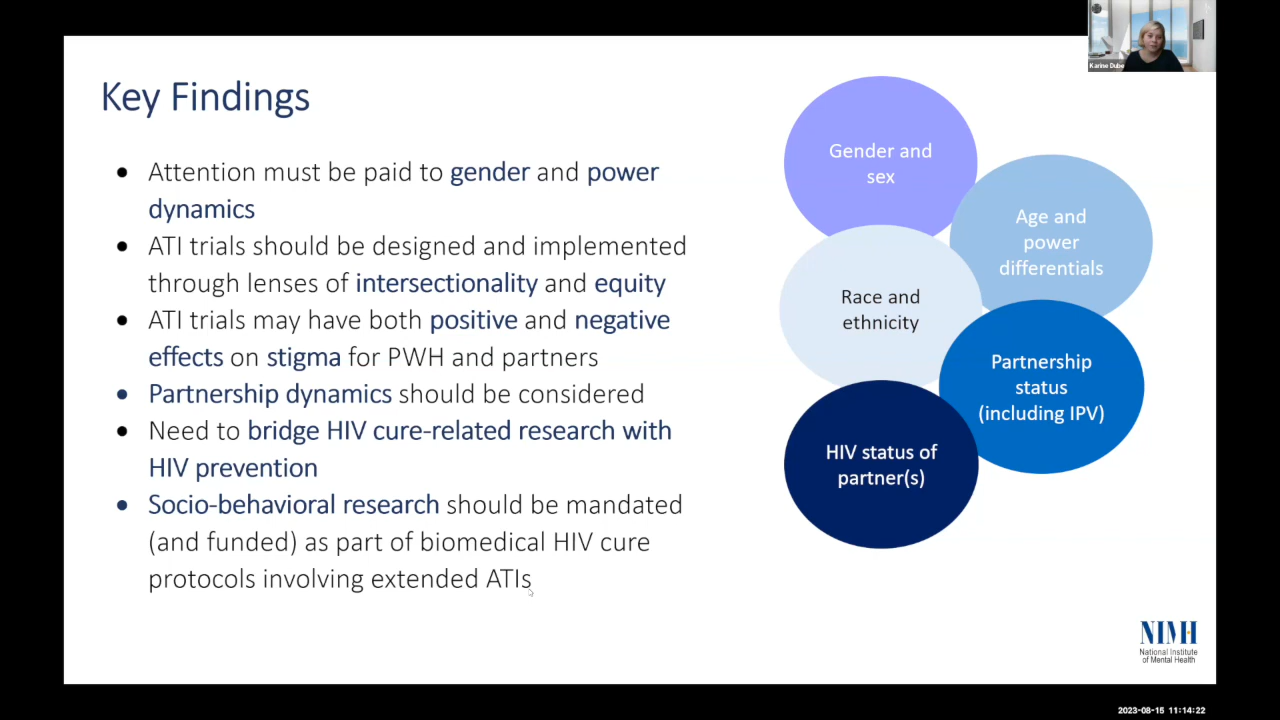 Karine Dube
Key Findings
• Attention must be paid to gender and power
dynamics
• ATI trials should be designed and implemented
through lenses of intersectionality and equity
• ATI trials may have both positive and negative
effects on stigma for PWH and partners
• Partnership dynamics should be considered
• Need to bridge HIV cure-related research with
HIV prevention
• Socio-behavioral research should be mandated
(and funded) as part of biomedical HIV cure
protocols involving extended ATIs
Gender and
sex
Age and
power
differentials
Race and
ethnicity
Partnership
status
(including IPV)
HIV status of
partner(s)
NIMH
National Institute
of Mental Health
2023-08-15 11:14:22